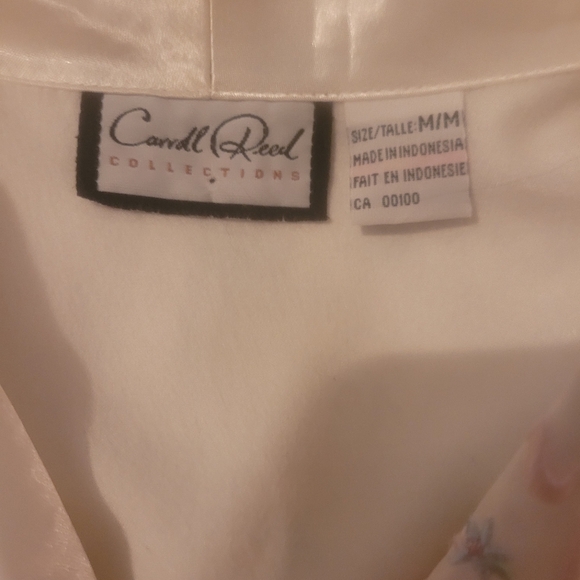 Carroll Reed
COLLECTIONS
SIZE/TALLE: M/M
MADE IN INDONESIA
FAIT EN INDONESIE
CA 00100